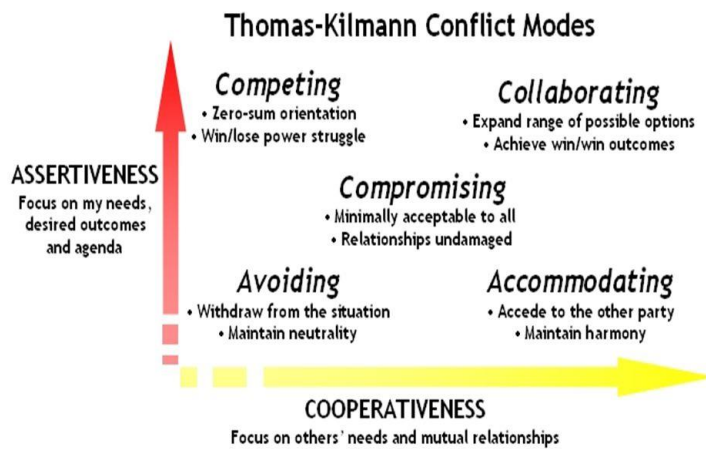 Thomas-Kilmann Conflict Modes
Competing
• Zero-sum orientation
• Win/lose power struggle
Collaborating
• Expand range of possible options
• Achieve win/win outcomes
ASSERTIVENESS
Focus on my needs,
desired outcomes
and agenda
Compromising
• Minimally acceptable to all
• Relationships undamaged
Avoiding
• Withdraw from the situation
• Maintain neutrality
Accommodating
• Accede to the other party
• Maintain harmony
COOPERATIVENESS
Focus on others' needs and mutual relationships